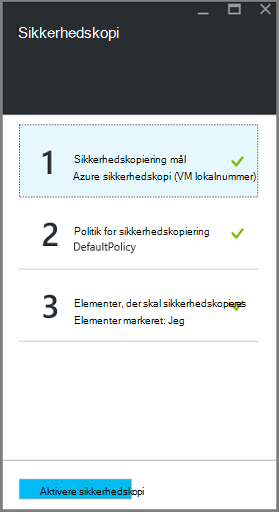 Sikkerhedskopi
1
Sikkerhedskopiering mål
Azure sikkerhedskopi (VM lokalnummer)
2
Politik for sikkerhedskopiering
DefaultPolicy
3
Elementer, der skal sikkerhedskopieres
Elementer markeret: Jeg
Aktivere sikkerhedskopi